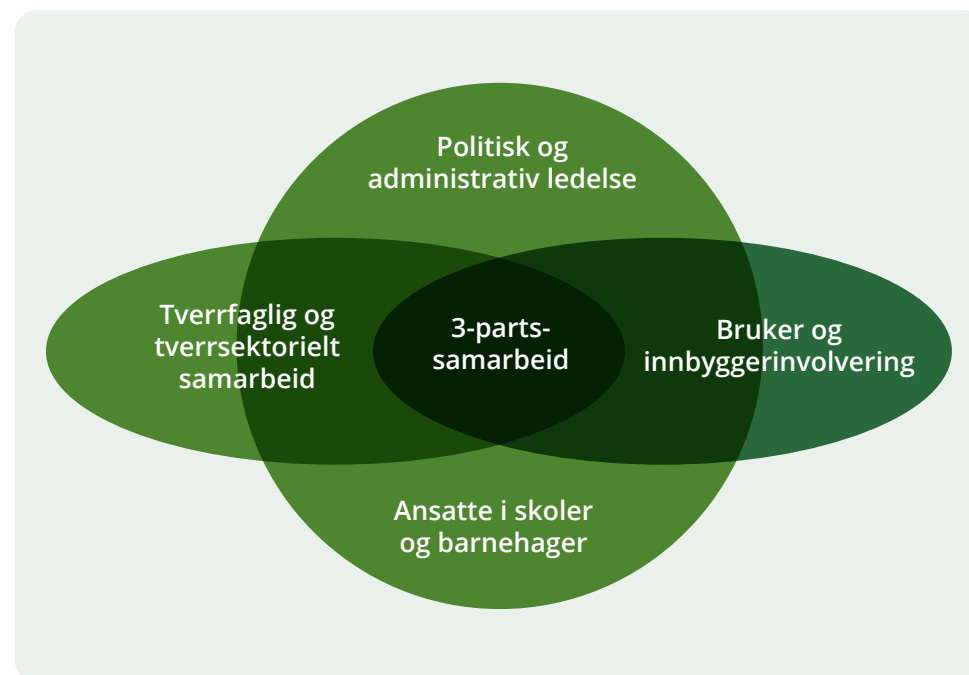 Politisk og
administrativ ledelse
Tverrfaglig og
tverrsektorielt
samarbeid
3-parts-
samarbeid
Bruker og
innbyggerinvolvering
Ansatte i skoler
og barnehager